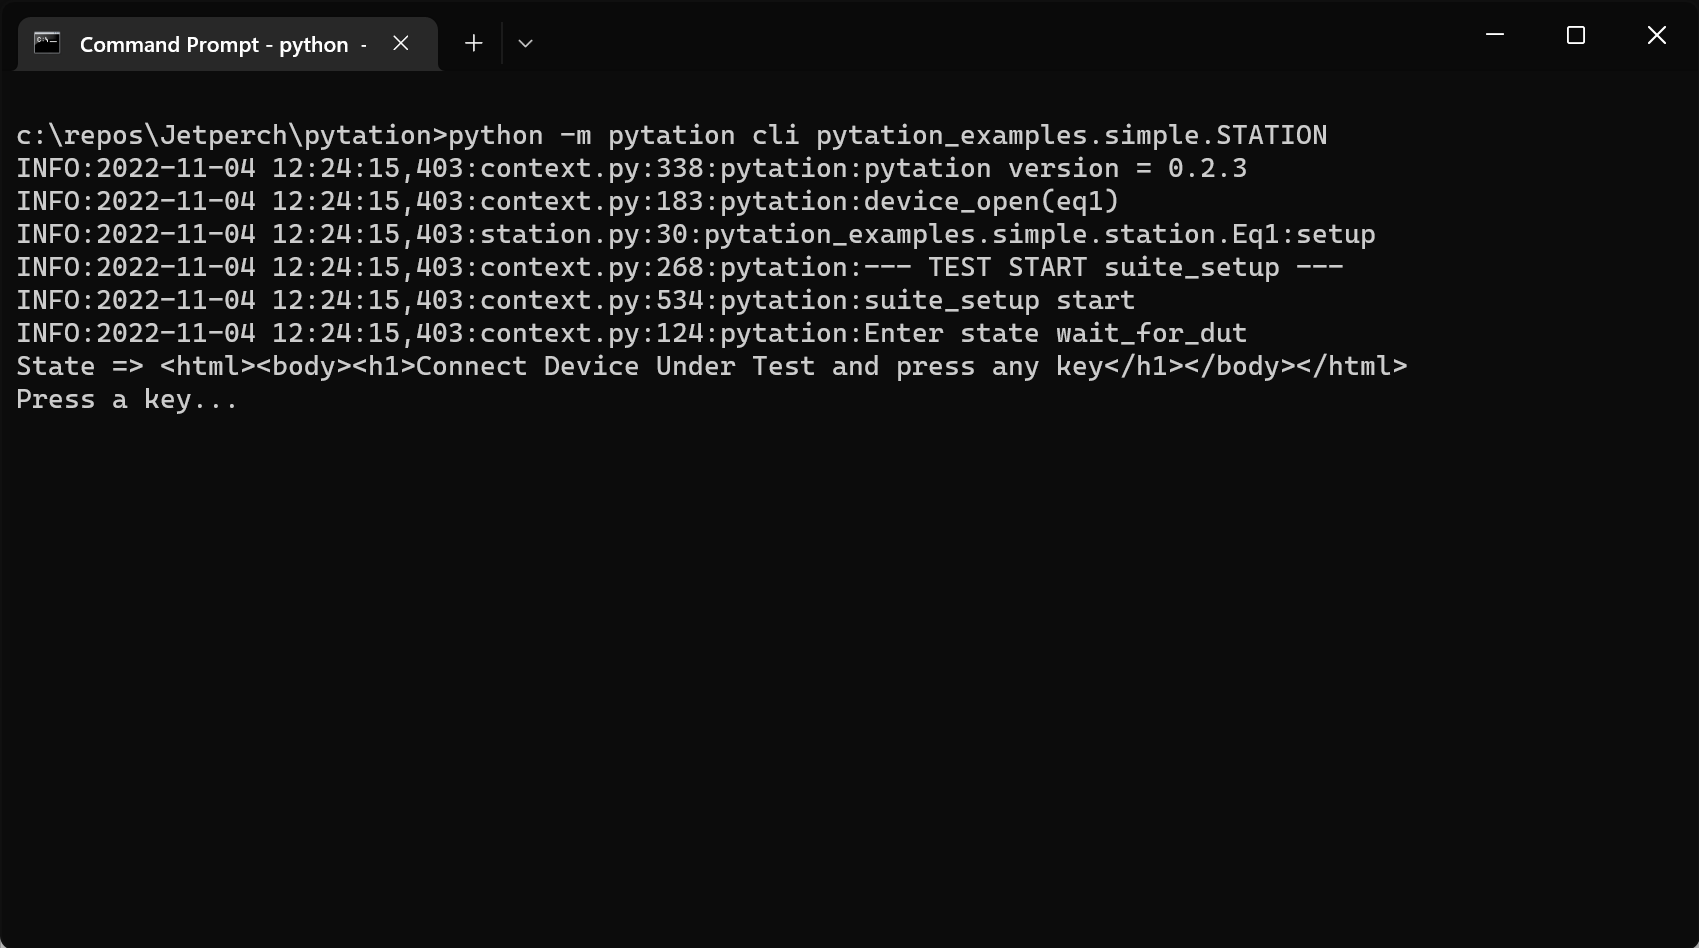 Command Prompt - python -
c:\repos\Jetperch\pytation>python -m pytation cli pytation_examples.simple.STATION
INFO:2022-11-04 12:24:15,403:context.py:338:pytation:pytation version = 0.2.3
INFO:2022-11-04 12:24:15,403:context.py:183:pytation:device_open(eq1)
INFO:2022-11-04 12:24:15,403:station.py:30:pytation_examples.simple.station.Eq1:setup
INFO:2022-11-04 12:24:15,403:context.py:268:pytation:--- TEST START suite_setup ---
INFO:2022-11-04 12:24:15,403:context.py:534:pytation:suite_setup start
INFO:2022-11-04 12:24:15,403:context.py:124:pytation:Enter state wait_for_dut
State => <html><body><h1>Connect Device Under Test and press any key</h1></body></html>
Press a key...